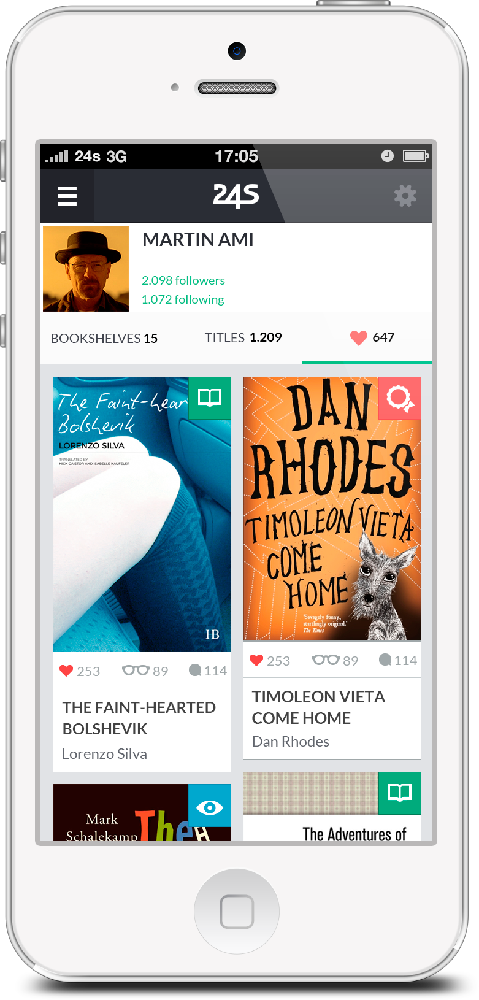 24s 3G 17:05
24S
MARTIN AMI
2.098 followers
1.072 following
BOOKSHELVES 15 TITLES 1.209 647
The Faint-hear
Bolshevik
LORENZO SILVA
TRANSLATED BY
NICK CAISTOR AND ISABELLE KAUFELER
HB
253 89 114
THE FAINT-HEARTED
BOLSHEVIK
Lorenzo Silva
DAN
RHODES
TIMOLEON VIETA
COME
HOME
'Savagely funny,
startlingly original.'
The Times
253 89 114
TIMOLEON VIETA
COME HOME
Dan Rhodes
Mark
Schalekamp
The H
The Adventures of